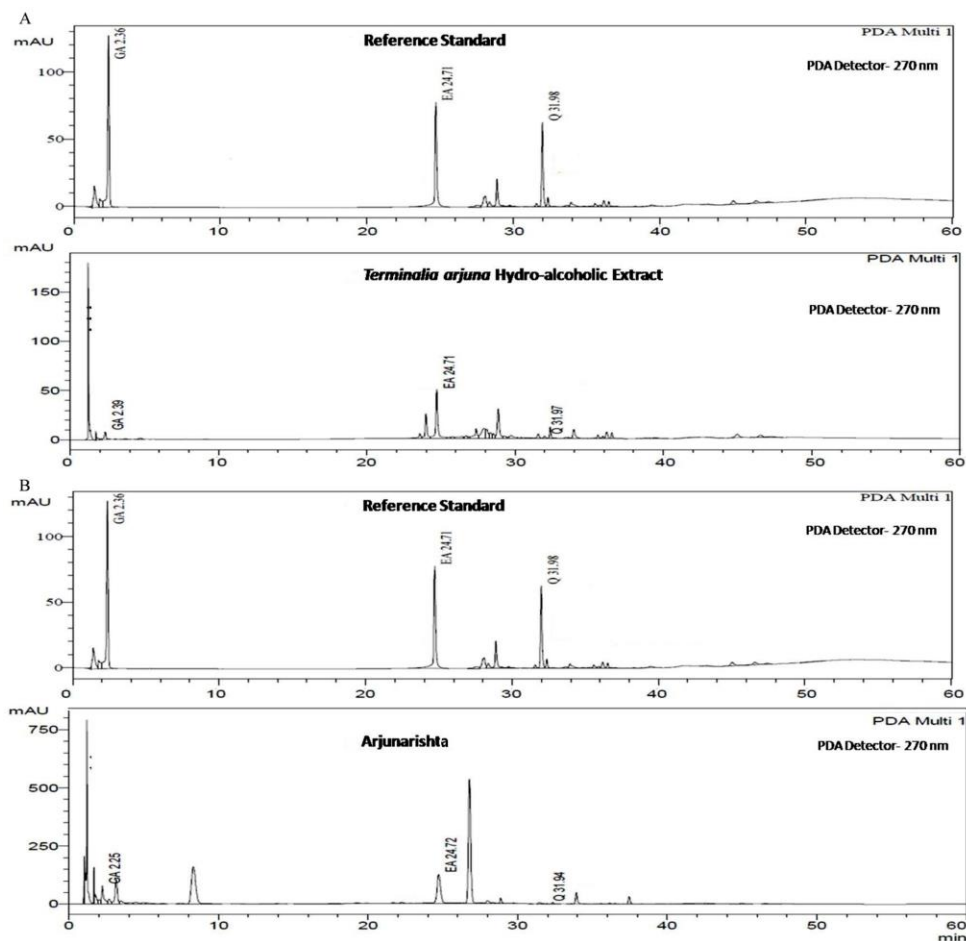 A
mAU
Reference Standard
PDA Multi 1
PDA Detector- 270 nm
GA 2.36
EA 24.71
Q 31.98
100
50
0
0 10 20 30 40 50 60
mAU
Terminalia arjuna Hydro-alcoholic Extract
PDA Multi 1
PDA Detector- 270 nm
150
100
50
0
GA 2.39
EA 24.71
Q 31.97
0 10 20 30 40 50 60
B
mAU
Reference Standard
PDA Multi 1
PDA Detector- 270 nm
GA 2.36
EA 24.71
Q 31.98
100
50
0
0 10 20 30 40 50 60
mAU
Arjunarishta
PDA Multi 1
PDA Detector- 270 nm
750
500
250
0
GA 2.25
EA 24.72
Q 31.94
0 10 20 30 40 50 60
min